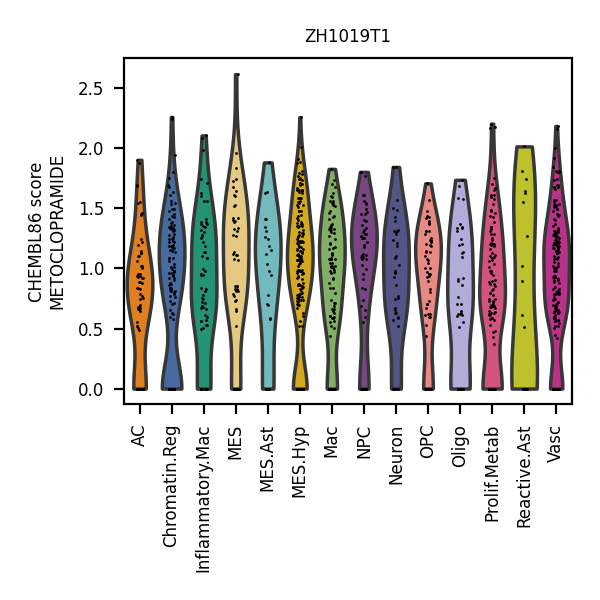 ZH1019T1
CHEMBL86 score
METOCLOPRAMIDE
2.5
2.0
1.5
1.0
0.5
0.0
AC
Chromatin.Reg
Inflammatory.Mac
MES
MES.Ast
MES.Hyp
Mac
NPC
Neuron
OPC
Oligo
Prolif.Metab
Reactive.Ast
Vasc